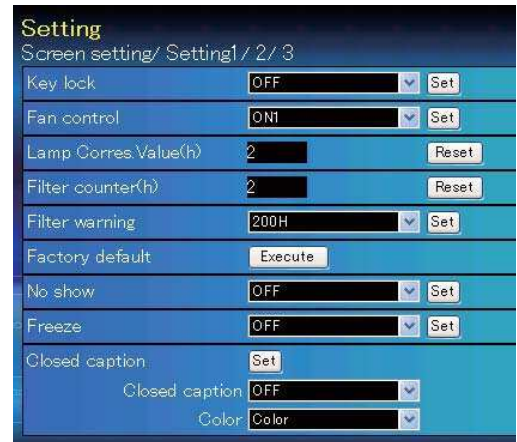 Setting
Screen setting/ Setting1/ 2/ 3
Key lock OFF Set
Fan control ON1 Set
Lamp Corres.Value(h) 2 Reset
Filter counter(h) 2 Reset
Filter warning 200H Set
Factory default Execute
No show OFF Set
Freeze OFF Set
Closed caption Set
Closed caption OFF
Color Color